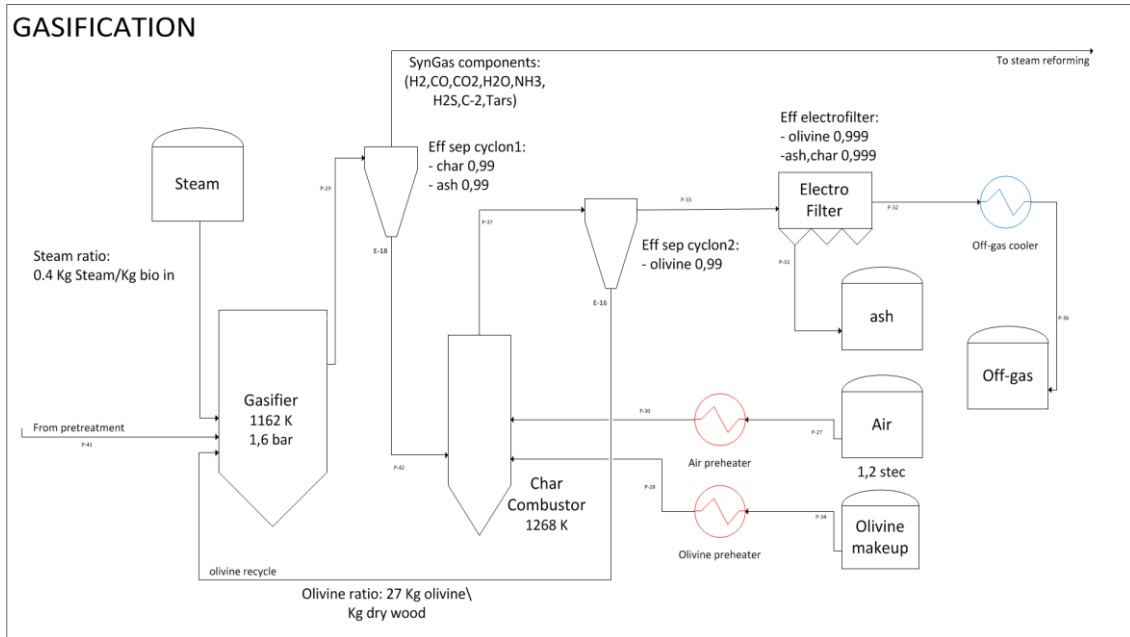 GASIFICATION
To steam reforming
SynGas components:
(H2,CO,CO2,H2O,NH3,
H2S,C-2,Tars)
Eff electrofilter:
- olivine 0,999
-ash,char 0,999
Eff sep cyclon1:
- char 0,99
- ash 0,99
Steam
P-29
Electro
Filter
P-33
P-32
P-37
Off-gas cooler
E-18
Eff sep cyclon2:
- olivine 0,99
Steam ratio:
0.4 Kg Steam/Kg bio in
P-31
E-16
ash
P-36
Off-gas
Gasifier
1162 K
1,6 bar
Air
P-30
P-27
From pretreatment
P-41
Air preheater
P-42
1,2 stec
Char
Combustor
1268 K
P-28
P-34
Olivine
makeup
Olivine preheater
olivine recycle
Olivine ratio: 27 Kg olivine\
Kg dry wood